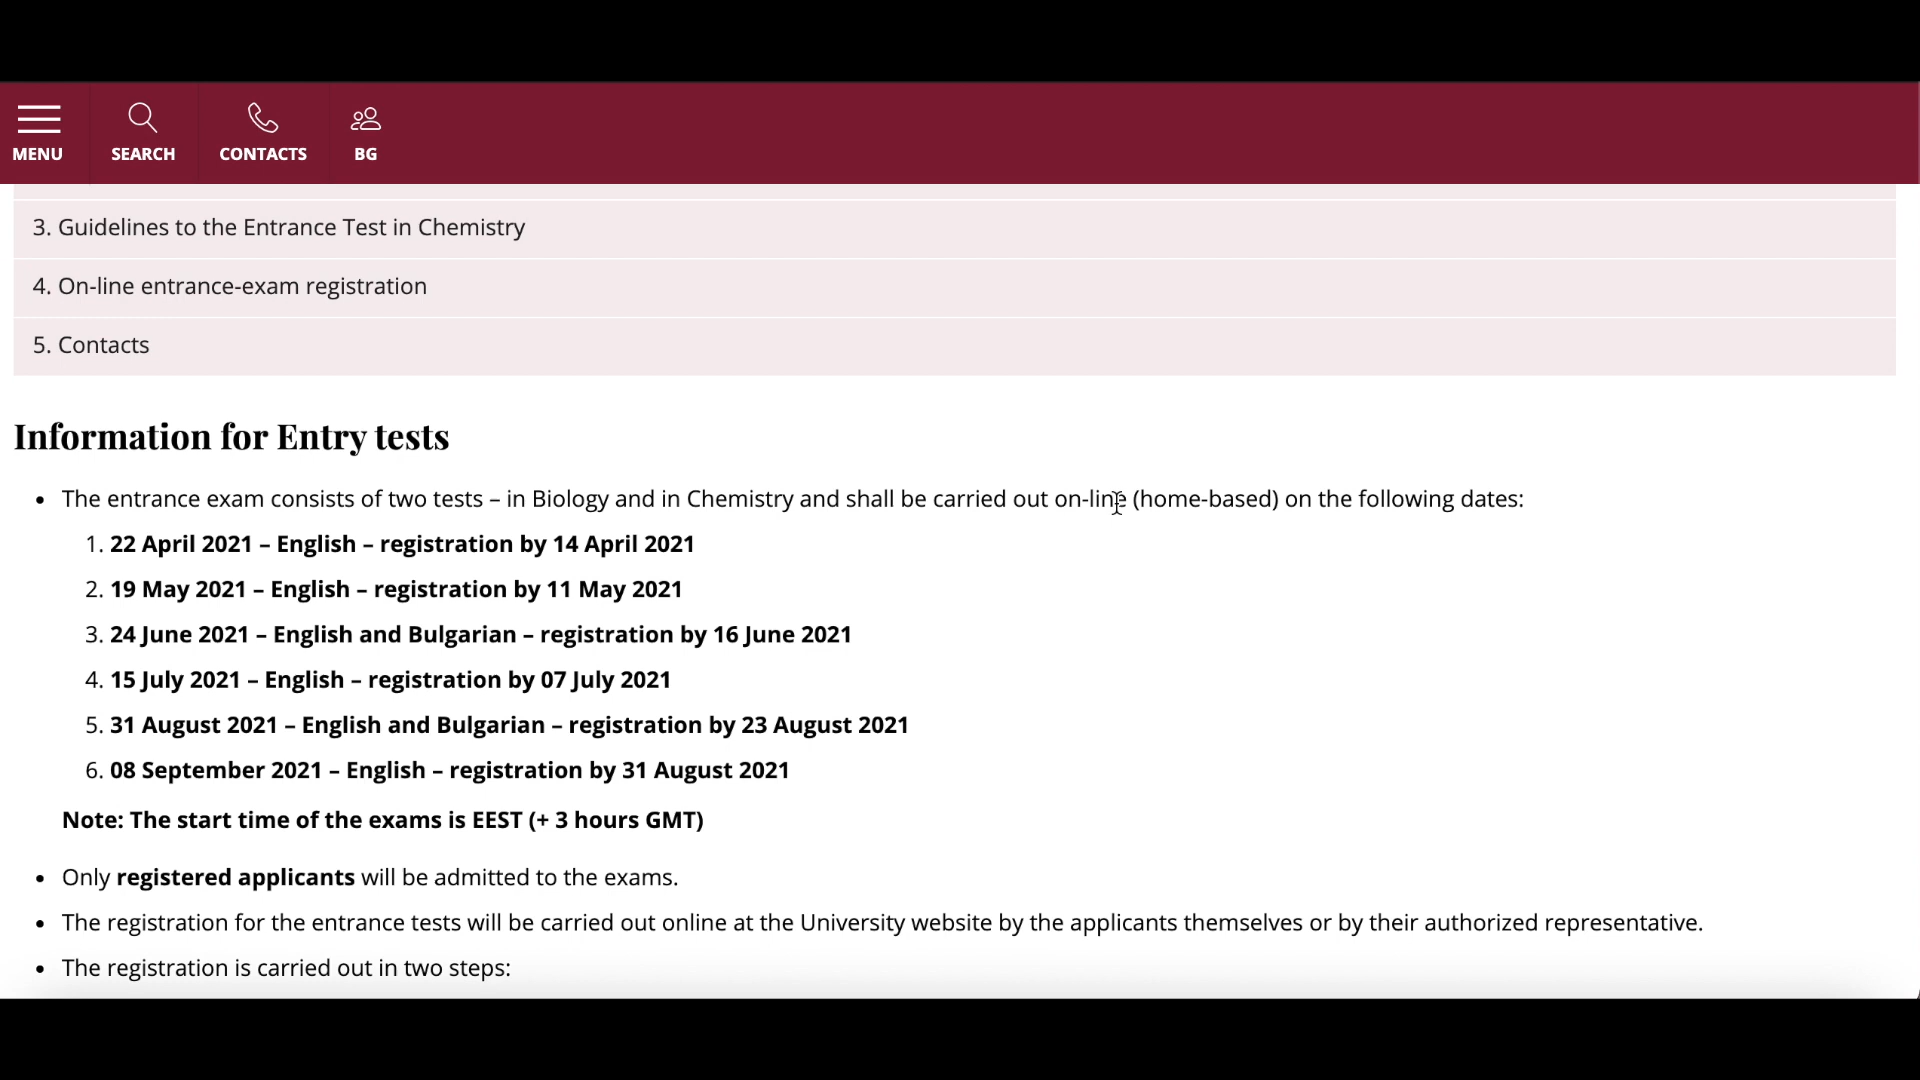 MENU
SEARCH
CONTACTS
BG
3. Guidelines to the Entrance Test in Chemistry
4. On-line entrance-exam registration
5. Contacts
Information for Entry tests
• The entrance exam consists of two tests – in Biology and in Chemistry and shall be carried out on-line (home-based) on the following dates:
1. 22 April 2021 – English – registration by 14 April 2021
2. 19 May 2021 – English – registration by 11 May 2021
3. 24 June 2021 – English and Bulgarian – registration by 16 June 2021
4. 15 July 2021 – English – registration by 07 July 2021
5. 31 August 2021 – English and Bulgarian – registration by 23 August 2021
6. 08 September 2021 – English – registration by 31 August 2021
Note: The start time of the exams is EEST (+ 3 hours GMT)
• Only registered applicants will be admitted to the exams.
• The registration for the entrance tests will be carried out online at the University website by the applicants themselves or by their authorized representative.
• The registration is carried out in two steps: